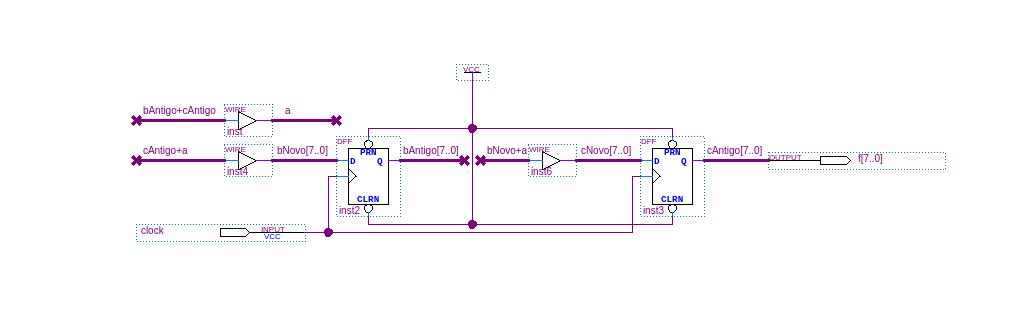 VCC
bAntigo+cAntigo WIRE a
inst
cAntigo+a WIRE bNovo[7..0] DFF PRN bAntigo[7..0] bNovo+a WIRE cNovo[7..0] DFF PRN cAntigo[7..0] OUTPUT f[7..0]
D Q D Q
inst4 inst6
CLRN CLRN
inst2 inst3
clock INPUT
VCC